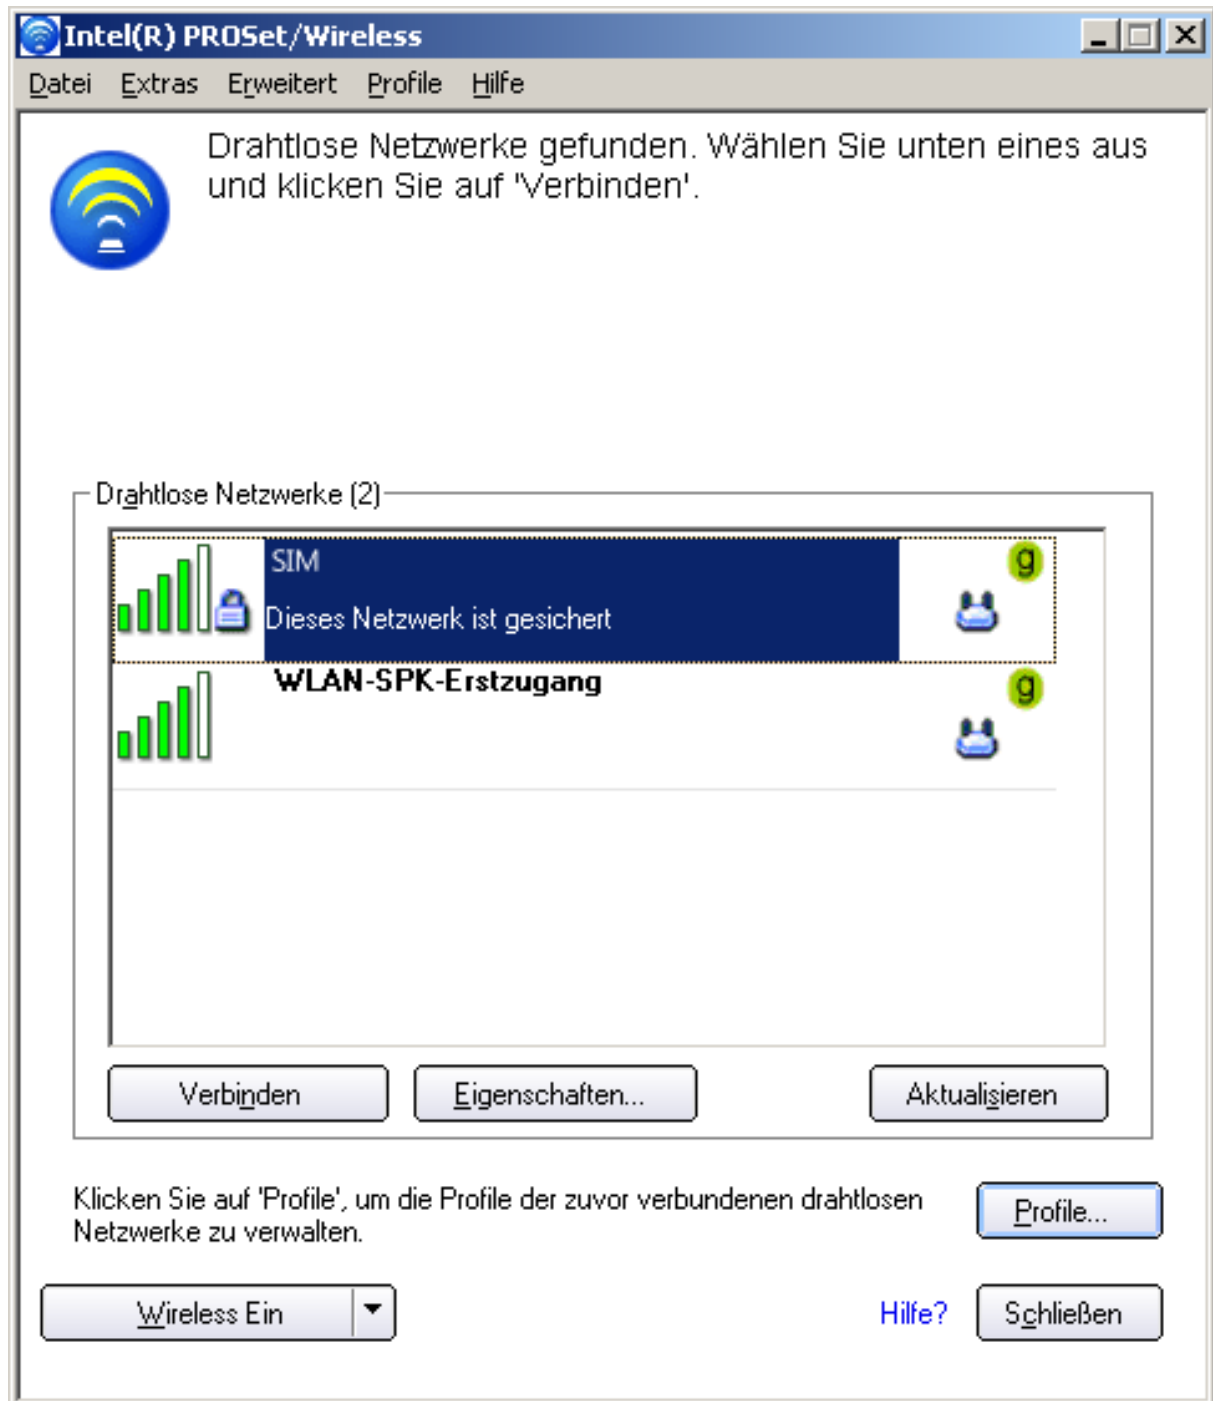 Intel(R) PROSet/Wireless
Datei Extras Erweitert Profile Hilfe
Drahtlose Netzwerke gefunden. Wählen Sie unten eines aus
und klicken Sie auf 'Verbinden'.
Drahtlose Netzwerke (2)
SIM
g
Dieses Netzwerk ist gesichert
WLAN-SPK-Erstzugang
g
Verbinden Eigenschaften... Aktualisieren
Klicken Sie auf 'Profile', um die Profile der zuvor verbundenen drahtlosen
Netzwerke zu verwalten.
Profile...
Wireless Ein Hilfe? Schließen